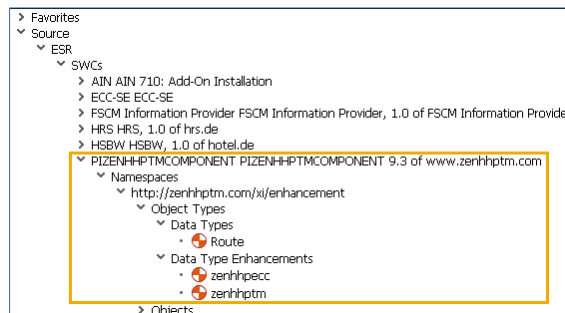 Favorites
Source
ESR
SWCs
AIN AIN 710: Add-On Installation
ECC-SE ECC-SE
FSCM Information Provider FSCM Information Provider, 1.0 of FSCM Information Provide
HRS HRS, 1.0 of hrs.de
HSBW HSBW, 1.0 of hotel.de
PIZENHHPTMCOMPONENT PIZENHHPTMCOMPONENT 9.3 of www.zenhhptm.com
Namespaces
http://zenhhptm.com/xi/enhancement
Object Types
Data Types
Route
Data Type Enhancements
zenhhpecc
zenhhptm
Objects